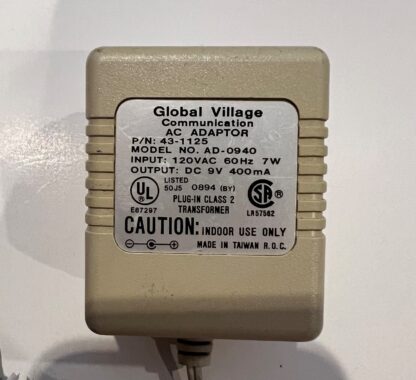 Global Village
Communication
AC ADAPTOR
P/N: 43-1125
MODEL NO. AD-0940
INPUT: 120VAC 60Hz 7W
OUTPUT: DC 9V 400mA
UL
LISTED
50J5 0894 (BY)
E87297
PLUG-IN CLASS 2
TRANSFORMER
SA
LR57562
CAUTION: INDOOR USE ONLY
MADE IN TAIWAN R.O.C.